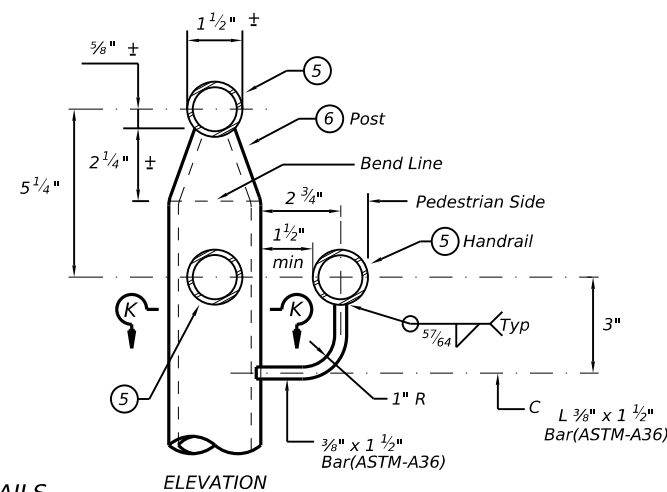 1 1/2" ±
5/8" ±
5
6 Post
2 1/4" ±
Bend Line
5 1/4"
2 3/4"
Pedestrian Side
1 1/2"
min
5 Handrail
K
K
57/64
Typ
3"
5
1" R
C
L 3/8" x 1 1/2"
Bar(ASTM-A36)
3/8" x 1 1/2"
Bar(ASTM-A36)
ELEVATION
AILS